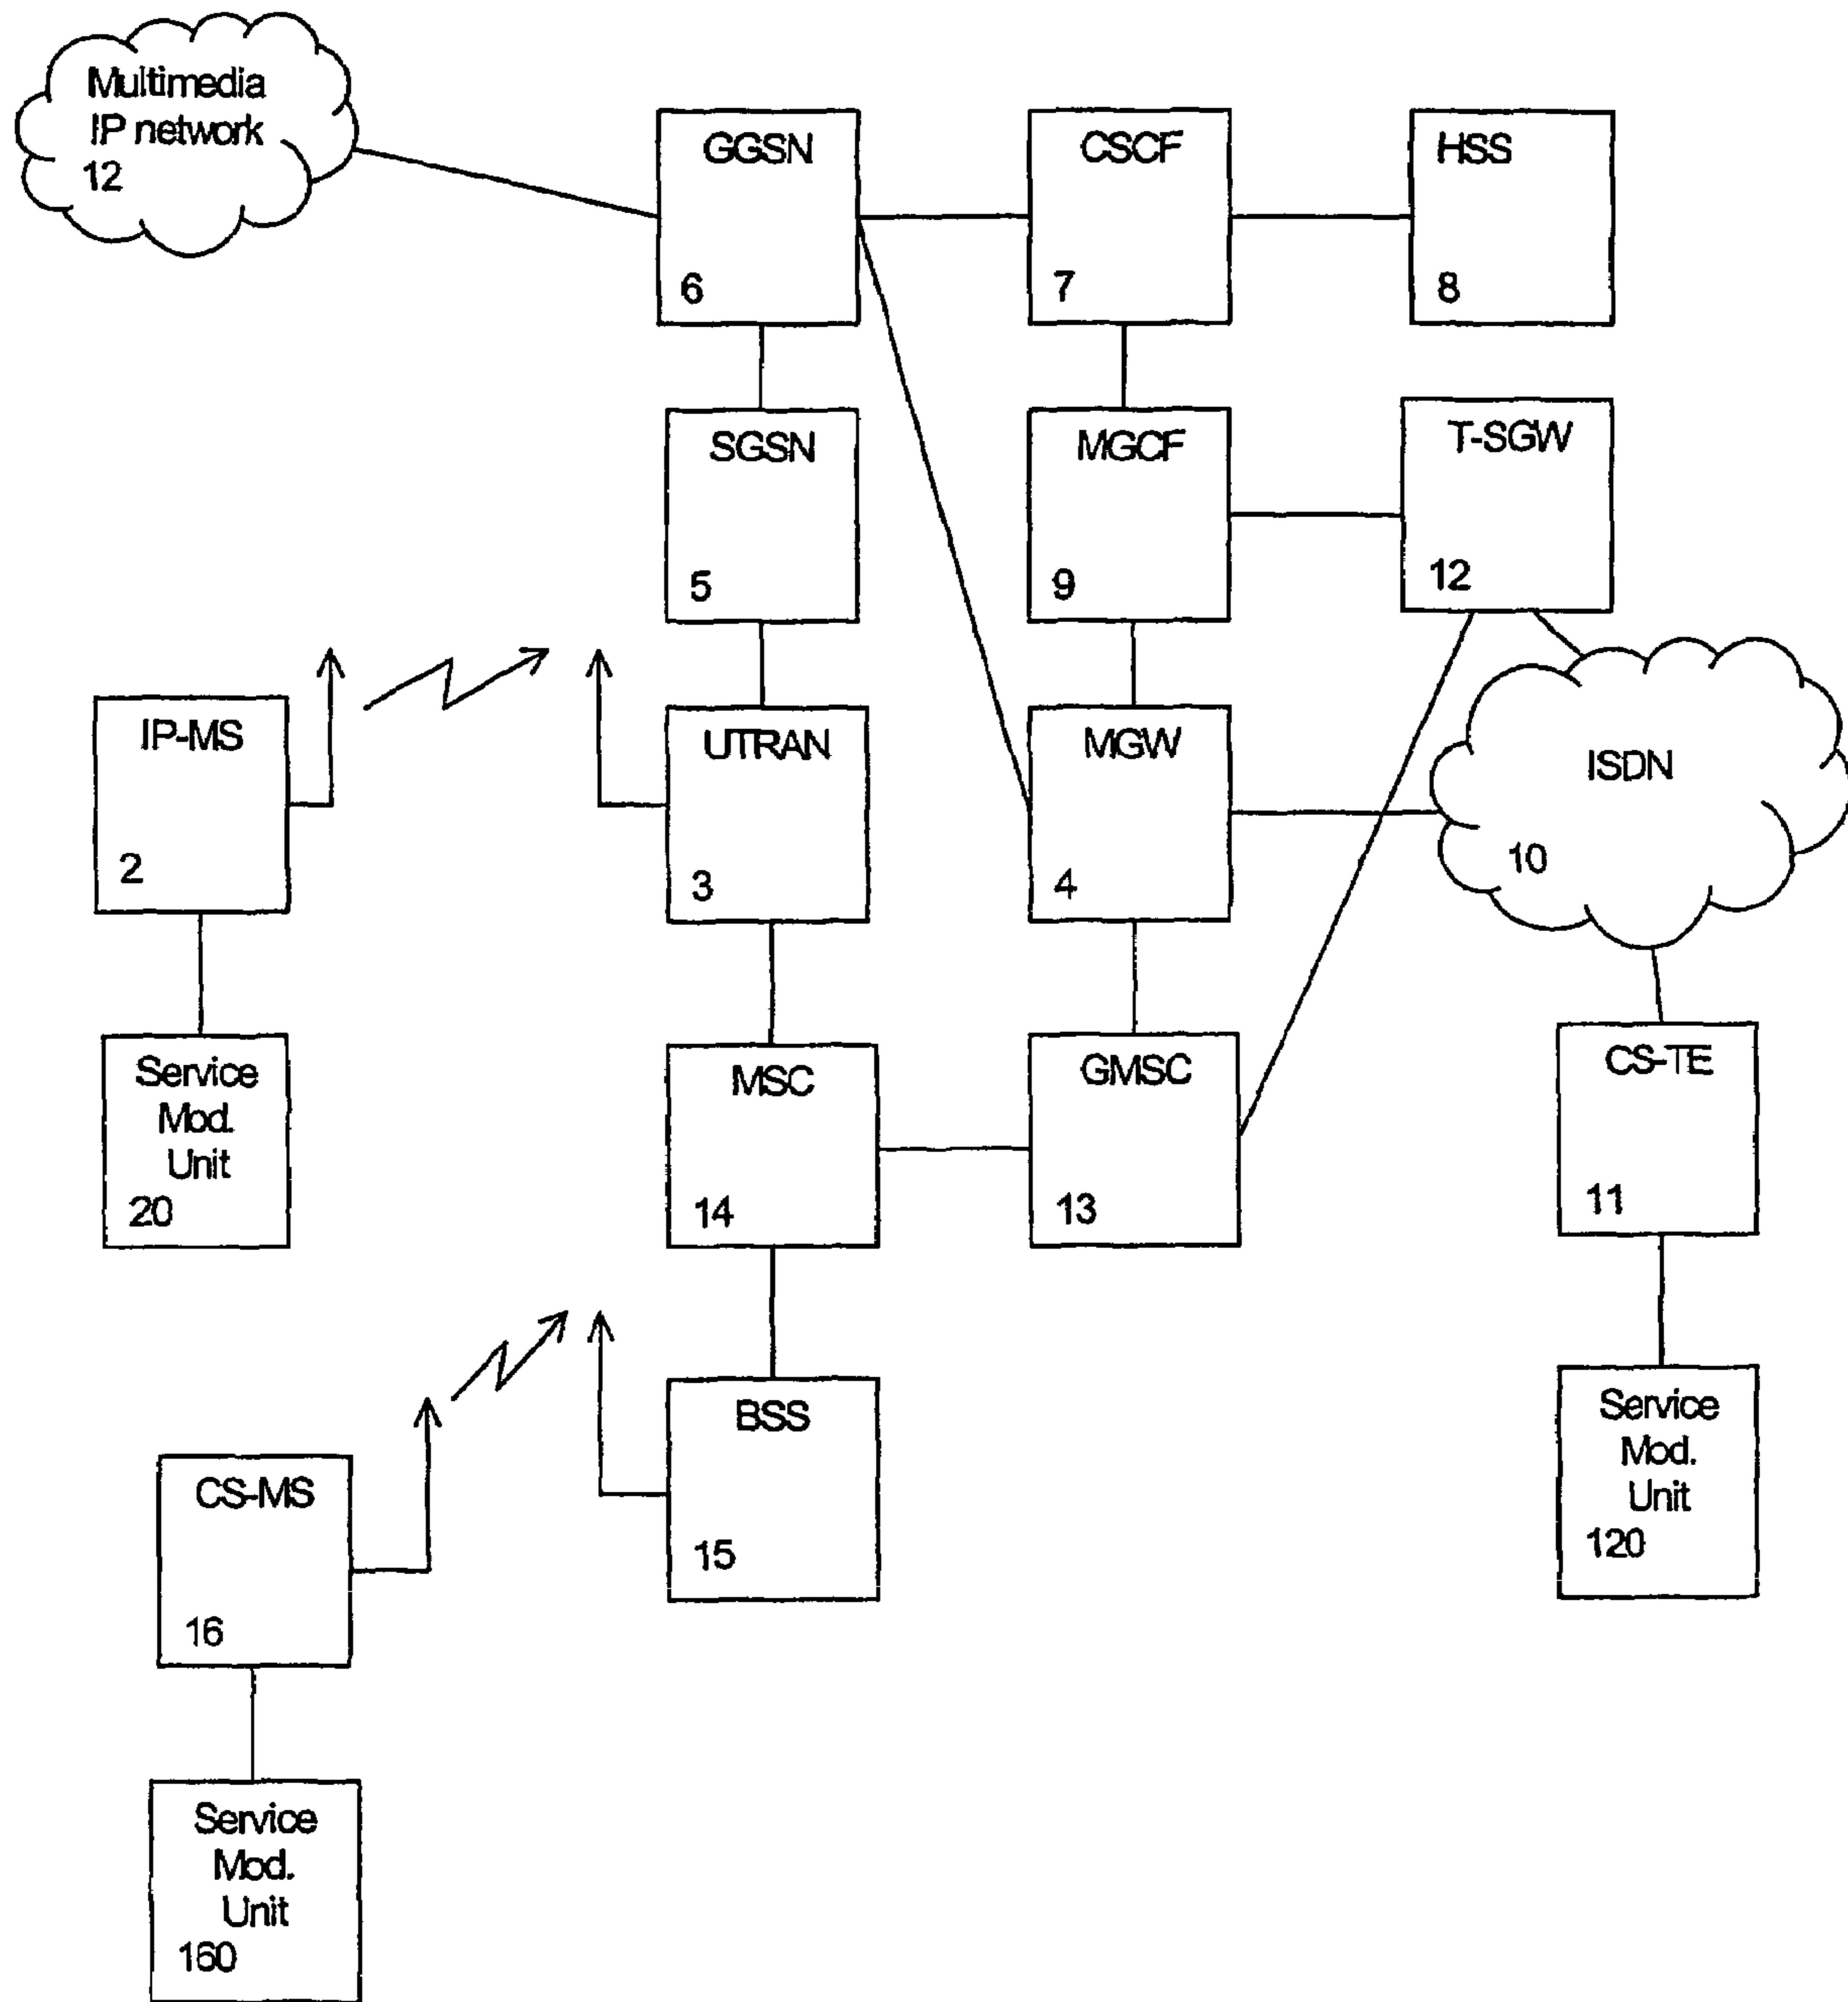 Multimedia
IP network
12
GGSN
6
CSCF
7
HSS
8
SGSN
5
MGCF
9
T-SGW
12
IP-MS
2
UTRAN
3
MGW
4
ISDN
10
Service
Mod.
Unit
20
MSC
14
GMSC
13
CS-TE
11
BSS
15
Service
Mod.
Unit
120
CS-MS
16
Service
Mod.
Unit
160